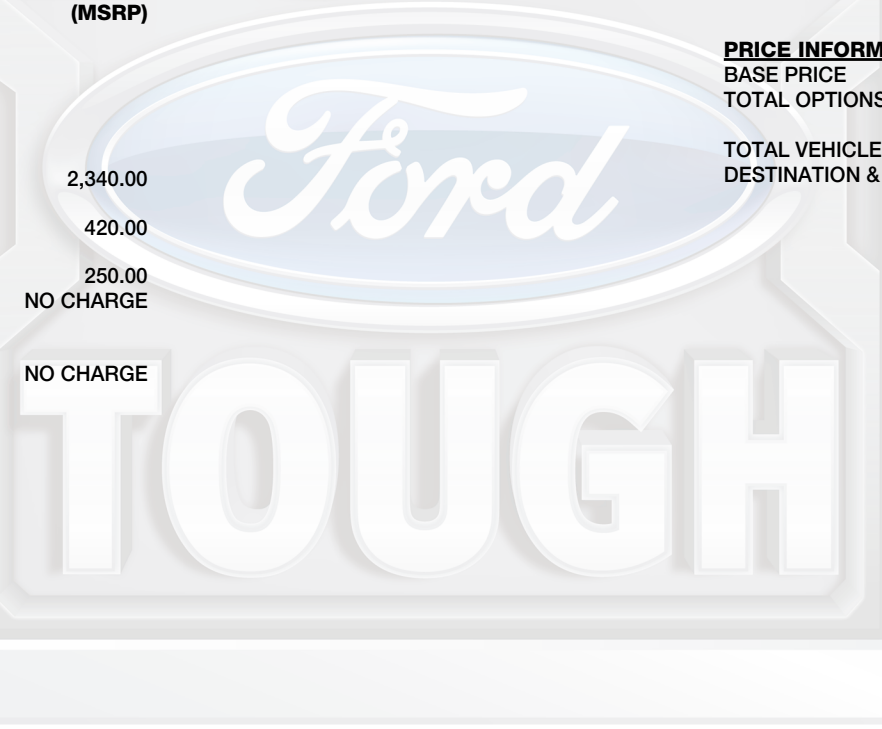 (MSRP)
2,340.00
420.00
250.00
NO CHARGE
NO CHARGE
PRICE INFORM
BASE PRICE
TOTAL OPTIONS
TOTAL VEHICLE
DESTINATION &
Ford
TOUGH